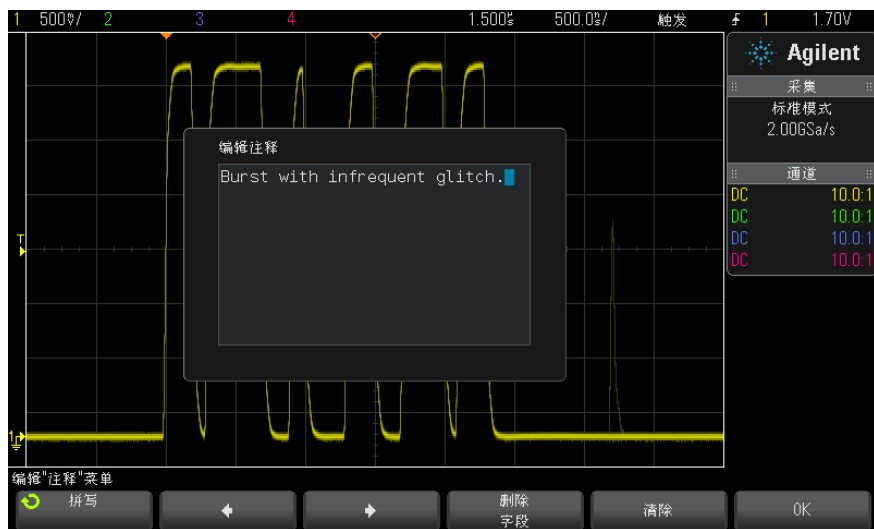 1 500▿/ 2 3 4 1.500▿s 500.0▿s/ 触发 ƒ 1 1.70V
Agilent
采集
标准模式
2.00GSa/s
通道
DC 10.0:1
DC 10.0:1
DC 10.0:1
DC 10.0:1
编辑注释
Burst with infrequent glitch.
T
1
编辑"注释"菜单
拼写
删除
字段
清除
OK